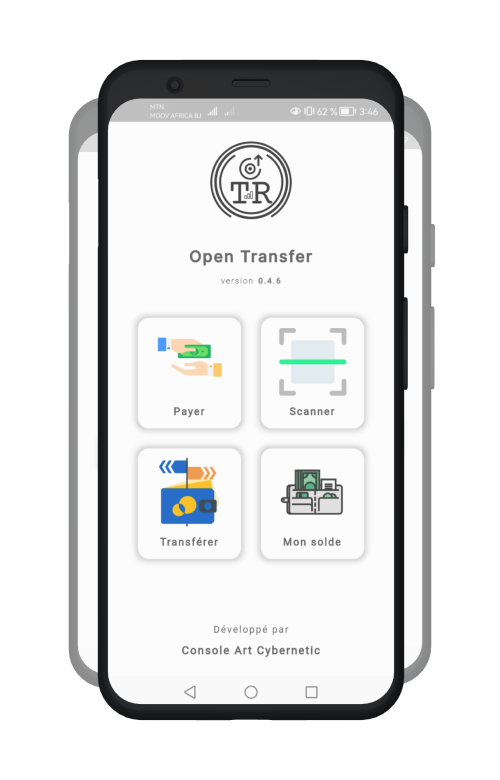 MTN
MOOV AFRICA BJ 62 % 3:46
TR
Open Transfer
version 0.4.6
Payer
Scanner
Transférer
Mon solde
Développé par
Console Art Cybernetic